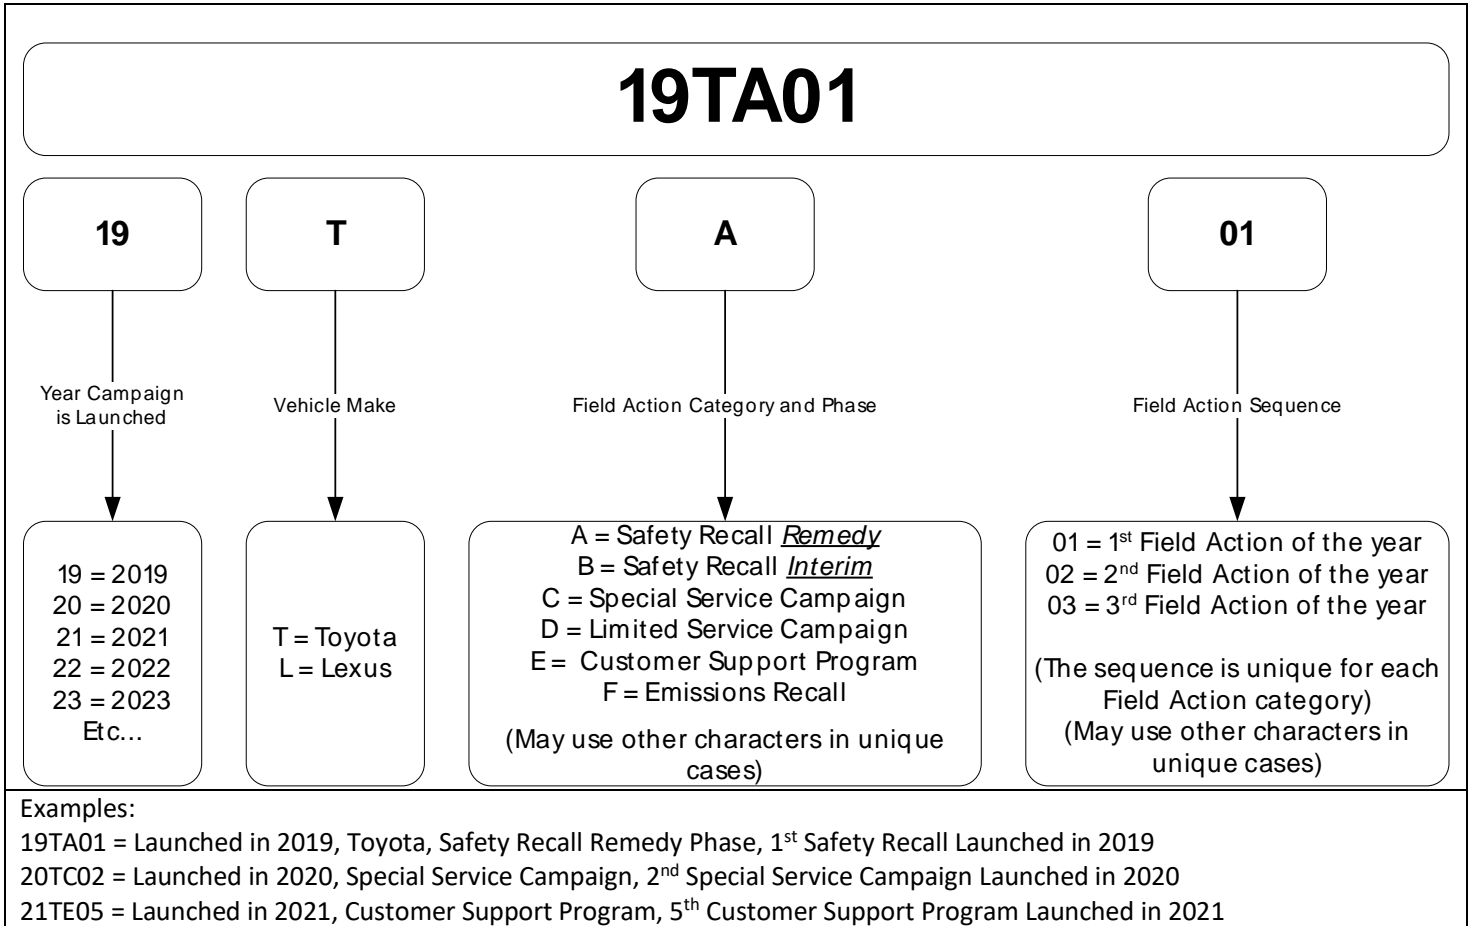 19TA01
19
T
A
01
Year Campaign
is Launched
Vehicle Make
Field Action Category and Phase
Field Action Sequence
19 = 2019
20 = 2020
21 = 2021
22 = 2022
23 = 2023
Etc...
T = Toyota
L = Lexus
A = Safety Recall Remedy
B = Safety Recall Interim
C = Special Service Campaign
D = Limited Service Campaign
E = Customer Support Program
F = Emissions Recall
(May use other characters in unique
cases)
01 = 1st Field Action of the year
02 = 2nd Field Action of the year
03 = 3rd Field Action of the year
(The sequence is unique for each
Field Action category)
(May use other characters in
unique cases)
Examples:
19TA01 = Launched in 2019, Toyota, Safety Recall Remedy Phase, 1st Safety Recall Launched in 2019
20TC02 = Launched in 2020, Special Service Campaign, 2nd Special Service Campaign Launched in 2020
21TE05 = Launched in 2021, Customer Support Program, 5th Customer Support Program Launched in 2021